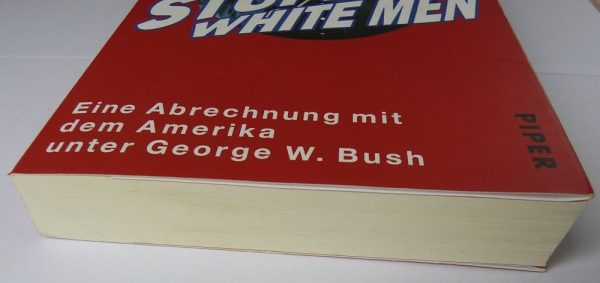 WHITE MEN
Eine Abrechnung mit
dem Amerika
unter George W. Bush
PIPER